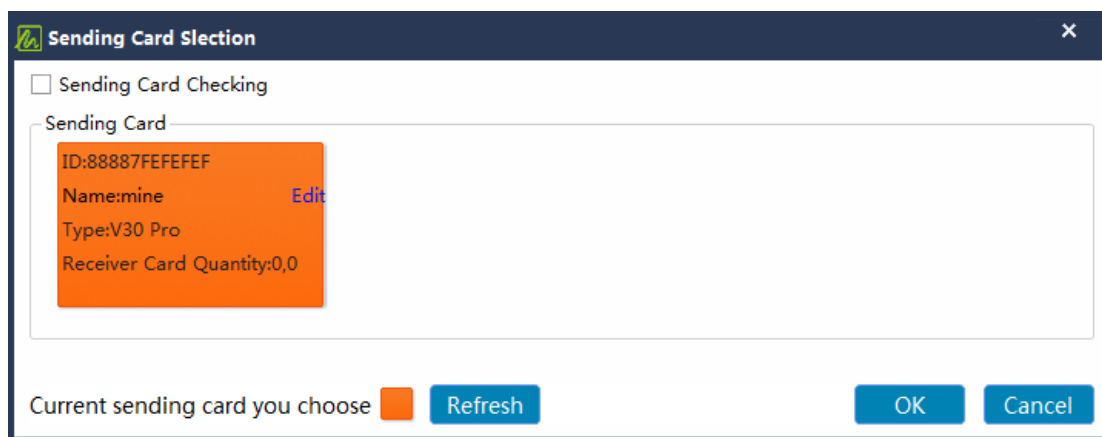 Sending Card Slection
Sending Card Checking
Sending Card
ID:88887FEFEFEF
Name:mine Edit
Type:V30 Pro
Receiver Card Quantity:0,0
Current sending card you choose Refresh OK Cancel